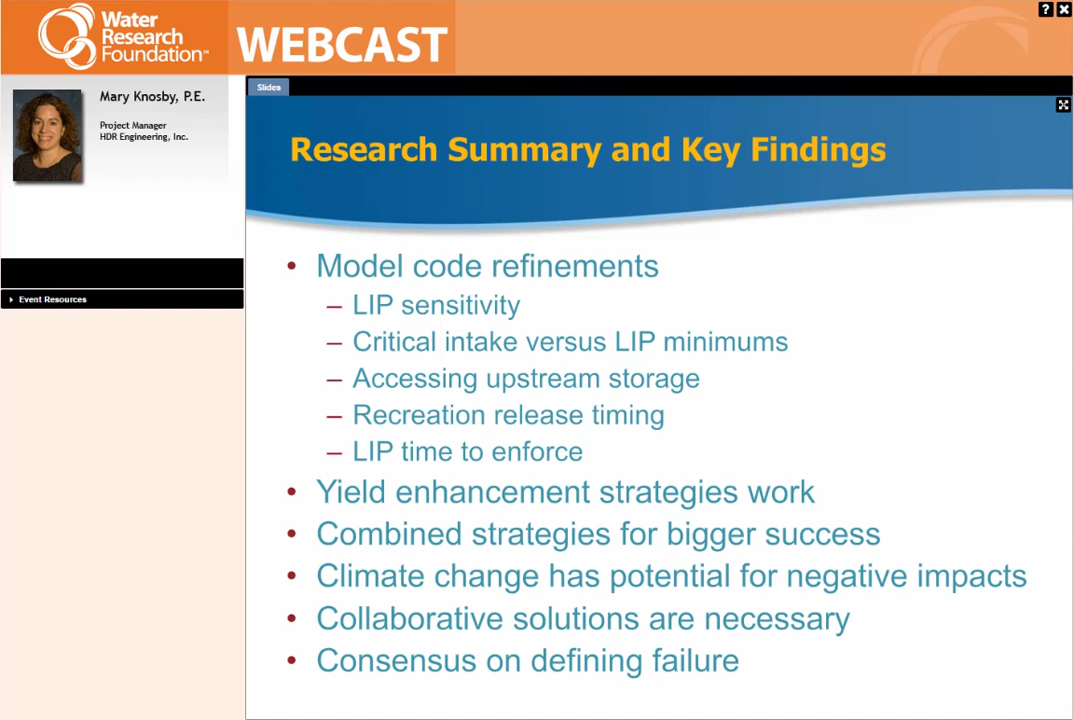 Water
Research
Foundation℠
WEBCAST
?
Mary Knosby, P.E.
Project Manager
HDR Engineering, Inc.
Event Resources
Slides
Research Summary and Key Findings
• Model code refinements
– LIP sensitivity
– Critical intake versus LIP minimums
– Accessing upstream storage
– Recreation release timing
– LIP time to enforce
• Yield enhancement strategies work
• Combined strategies for bigger success
• Climate change has potential for negative impacts
• Collaborative solutions are necessary
• Consensus on defining failure